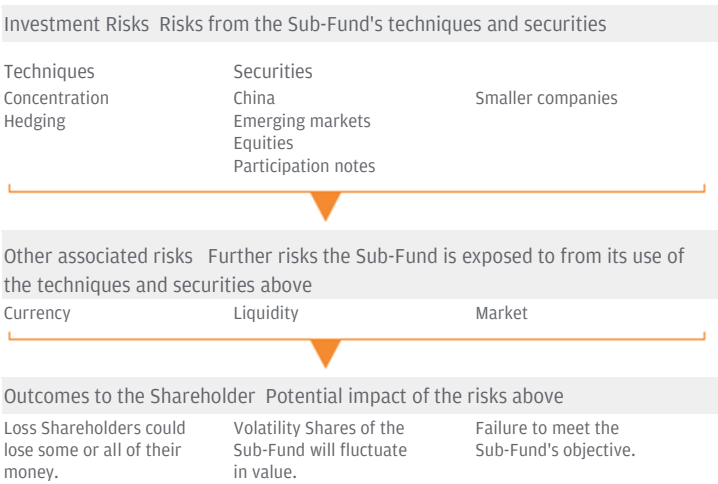 Investment Risks Risks from the Sub-Fund's techniques and securities
Techniques
Concentration
Hedging
Securities
China
Emerging markets
Equities
Participation notes
Smaller companies
Other associated risks Further risks the Sub-Fund is exposed to from its use of
the techniques and securities above
Currency
Liquidity
Market
Outcomes to the Shareholder Potential impact of the risks above
Loss Shareholders could
lose some or all of their
money.
Volatility Shares of the
Sub-Fund will fluctuate
in value.
Failure to meet the
Sub-Fund's objective.